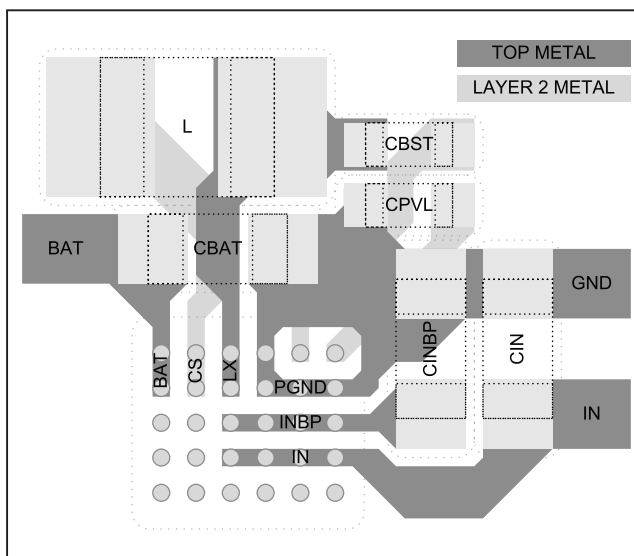 TOP METAL
LAYER 2 METAL
L
CBST
CPVL
BAT
CBAT
GND
CINBP
CIN
BAT
CS
LX
PGND
INBP
IN
IN